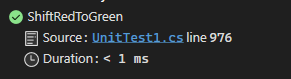 ShiftRedToGreen
Source: UnitTest1.cs line 976
Duration: < 1 ms